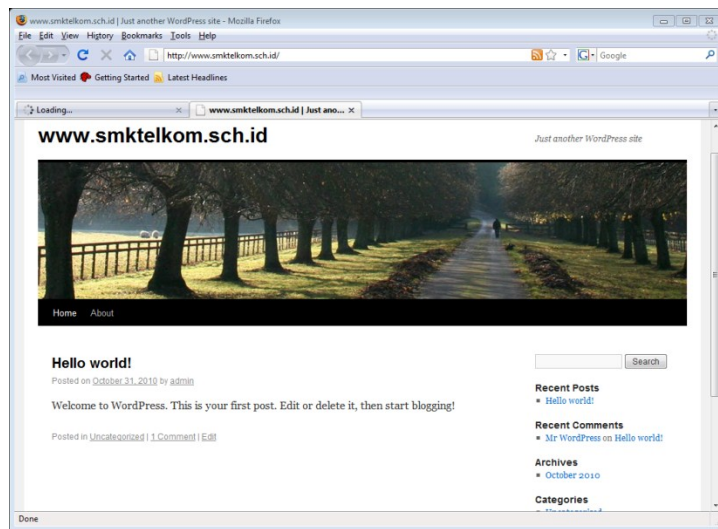 www.smktelkom.sch.id | Just another WordPress site - Mozilla Firefox
File Edit View History Bookmarks Tools Help
http://www.smktelkom.sch.id/
Google
Most Visited Getting Started Latest Headlines
Loading...
www.smktelkom.sch.id | Just ano...
www.smktelkom.sch.id
Just another WordPress site
Home About
Hello world!
Posted on October 31, 2010 by admin
Welcome to WordPress. This is your first post. Edit or delete it, then start blogging!
Posted in Uncategorized | 1 Comment | Edit
Search
Recent Posts
Hello world!
Recent Comments
Mr WordPress on Hello world!
Archives
October 2010
Categories
Done